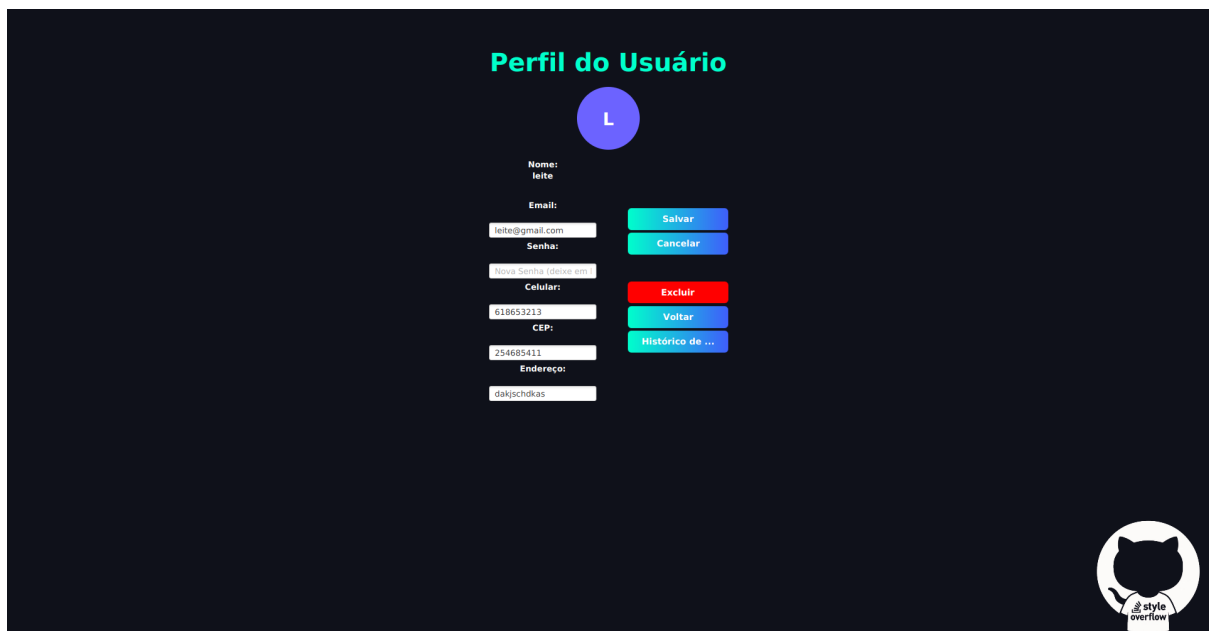 Perfil do Usuário
L
Nome:
leite
Email:
leite@gmail.com
Senha:
Nova Senha (deixe em
Celular:
618653213
CEP:
254685411
Endereço:
dakjschdkas
Salvar
Cancelar
Excluir
Voltar
Histórico de ...
style
overflow